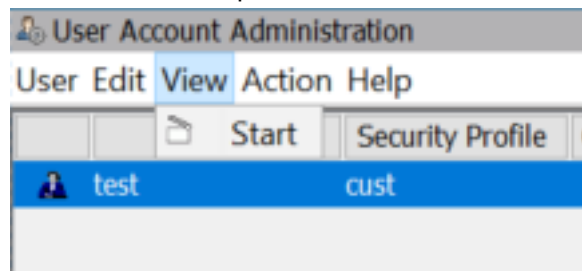 User Account Administration
User Edit View Action Help
Start Security Profile
test cust